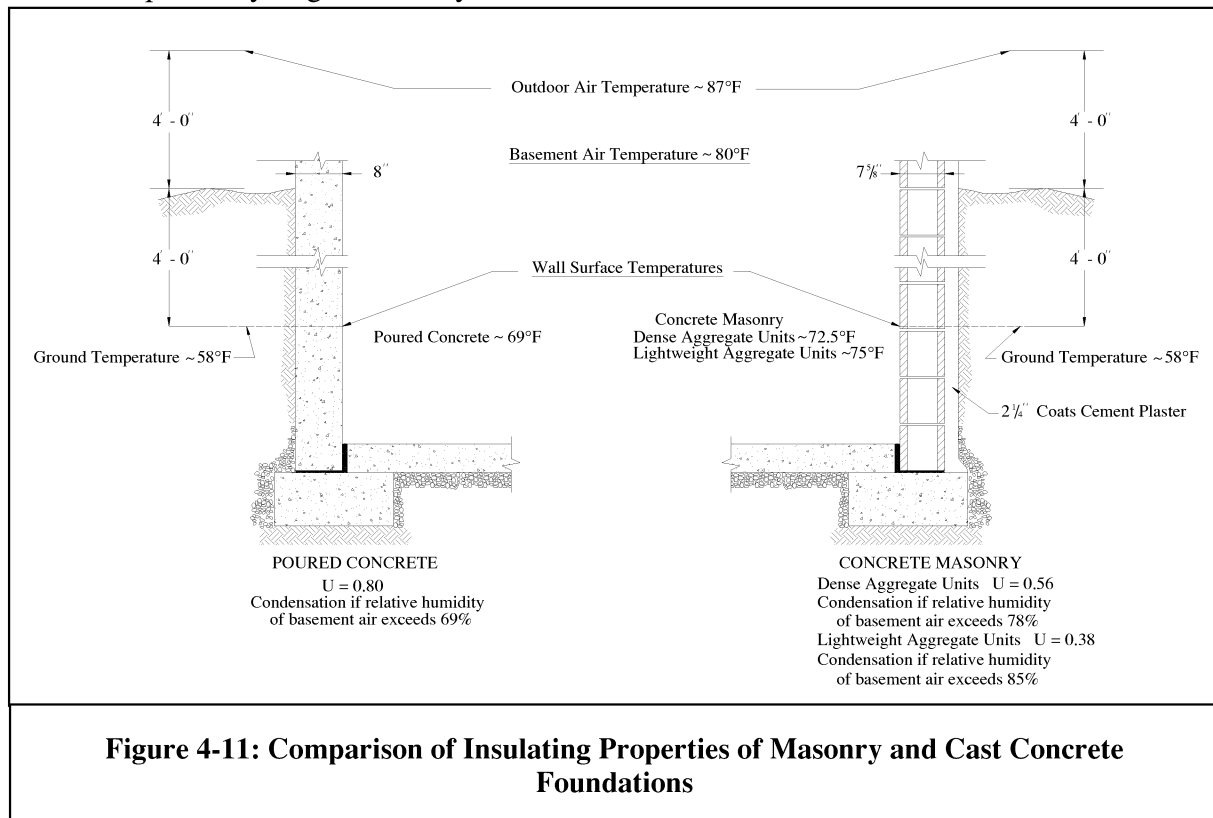 Outdoor Air Temperature ~ 87°F
4' - 0"
4' - 0"
Basement Air Temperature ~ 80°F
8"
7 5/8"
4' - 0"
4' - 0"
Wall Surface Temperatures
Poured Concrete ~ 69°F
Concrete Masonry
Dense Aggregate Units ~72.5°F
Lightweight Aggregate Units ~75°F
Ground Temperature ~58°F
Ground Temperature ~58°F
2 1/4" Coats Cement Plaster
POURED CONCRETE
U = 0.80
Condensation if relative humidity
of basement air exceeds 69%
CONCRETE MASONRY
Dense Aggregate Units U = 0.56
Condensation if relative humidity
of basement air exceeds 78%
Lightweight Aggregate Units U = 0.38
Condensation if relative humidity
of basement air exceeds 85%
Figure 4-11: Comparison of Insulating Properties of Masonry and Cast Concrete
Foundations